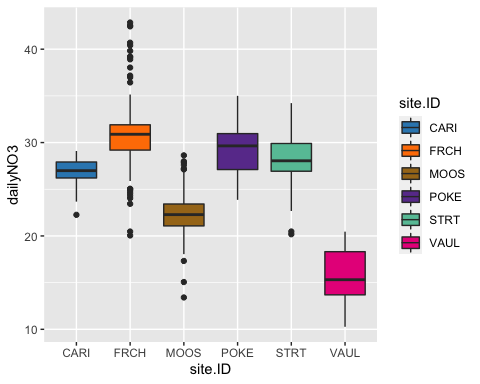 dailyNO3
40
30
20
10
CARI FRCH MOOS POKE STRT VAUL
site.ID
site.ID
CARI
FRCH
MOOS
POKE
STRT
VAUL